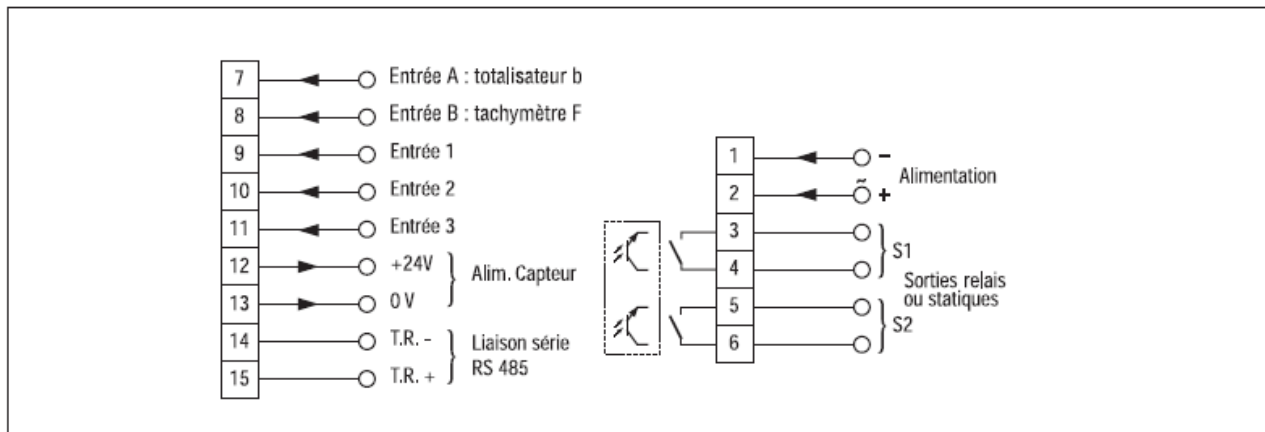 7 Entrée A : totalisateur b
8 Entrée B : tachymètre F
9 Entrée 1
10 Entrée 2
11 Entrée 3
12 +24V
13 0 V
Alim. Capteur
14 T.R. -
15 T.R. +
Liaison série
RS 485
1 -
2 ~ +
Alimentation
3
4
S1
Sorties relais
ou statiques
5
6
S2